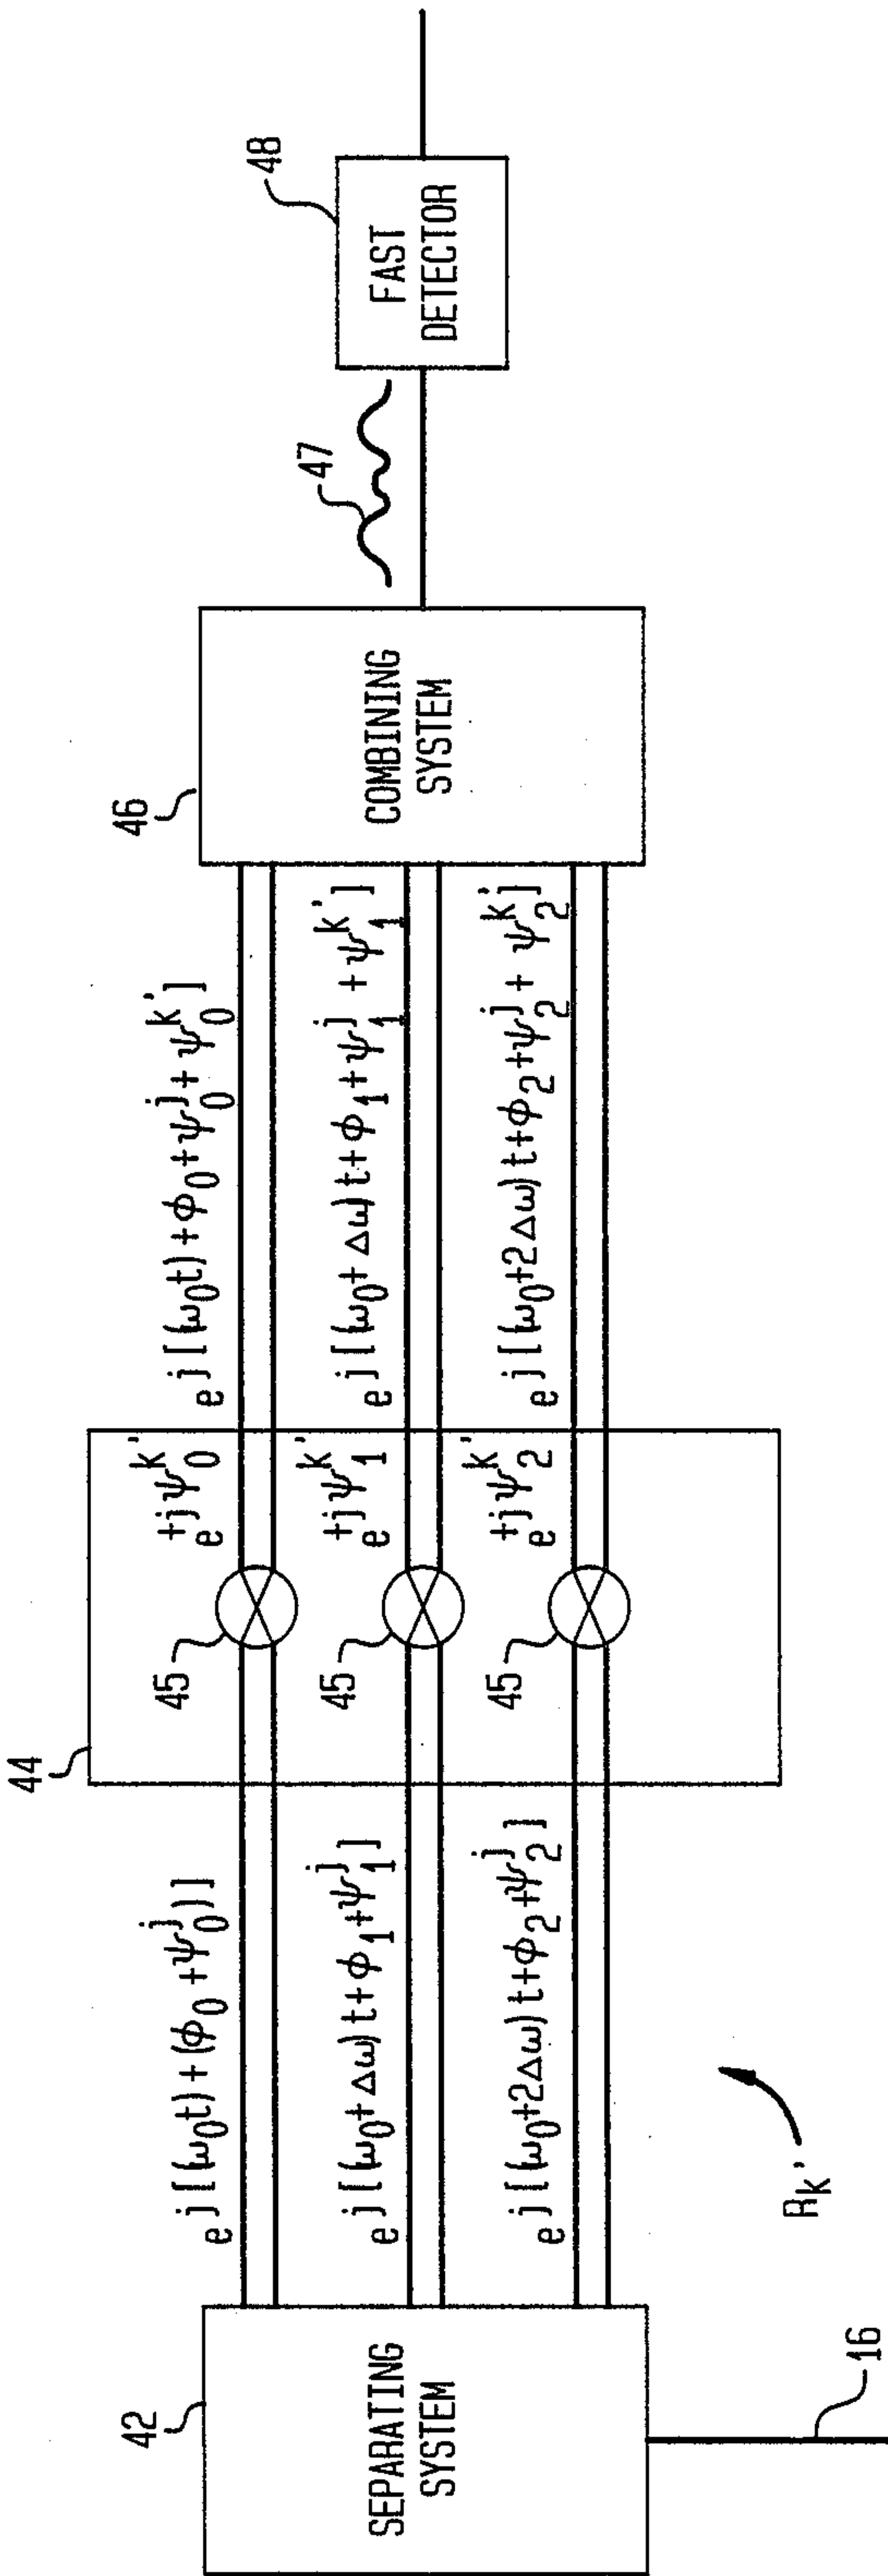 42
SEPARATING
SYSTEM
16
e^j[(ω₀t)+(ϕ₀+ψ₀^j)]
e^j[(ω₀+Δω)t+ϕ₁+ψ₁^j]
e^j[(ω₀+2Δω)t+ϕ₂+ψ₂^j]
R_k'
44
45
45
45
e^+jψ₀^k'
e^+jψ₁^k'
e^+jψ₂^k'
e^j[(ω₀t)+ϕ₀+ψ₀^j+ψ₀^k']
e^j[(ω₀+Δω)t+ϕ₁+ψ₁^j+ψ₁^k']
e^j[(ω₀+2Δω)t+ϕ₂+ψ₂^j+ψ₂^k']
46
COMBINING
SYSTEM
47
48
FAST
DETECTOR